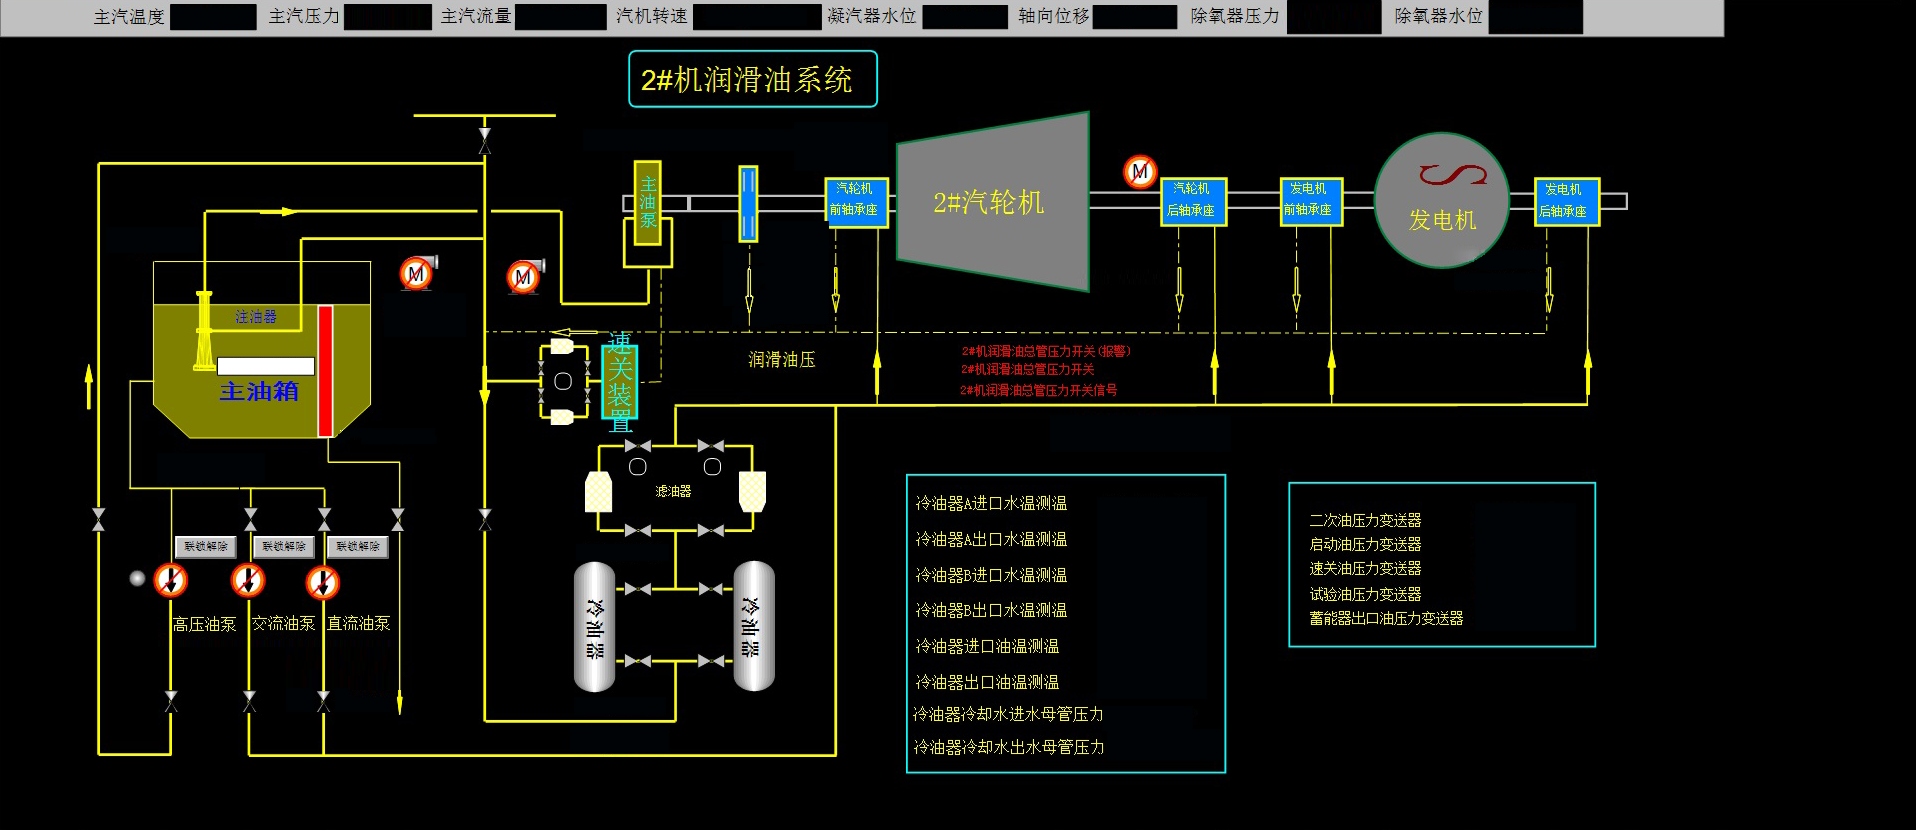 主汽温度 主汽压力 主汽流量 汽机转速 凝汽器水位 轴向位移 除氧器压力 除氧器水位
2#机润滑油系统
主油泵
汽轮机
前轴承座
2#汽轮机
M
汽轮机
后轴承座
发电机
前轴承座
发电机
发电机
后轴承座
M
M
注油器
主油箱
速关装置
润滑油压
2#机润滑油总管压力开关(报警)
2#机润滑油总管压力开关
2#机润滑油总管压力开关信号
滤油器
联锁解除
联锁解除
联锁解除
高压油泵
交流油泵
直流油泵
冷油器
冷油器
冷油器A进口水温测温
冷油器A出口水温测温
冷油器B进口水温测温
冷油器B出口水温测温
冷油器进口油温测温
冷油器出口油温测温
冷油器冷却水进水母管压力
冷油器冷却水出水母管压力
二次油压力变送器
启动油压力变送器
速关油压力变送器
试验油压力变送器
蓄能器出口油压力变送器